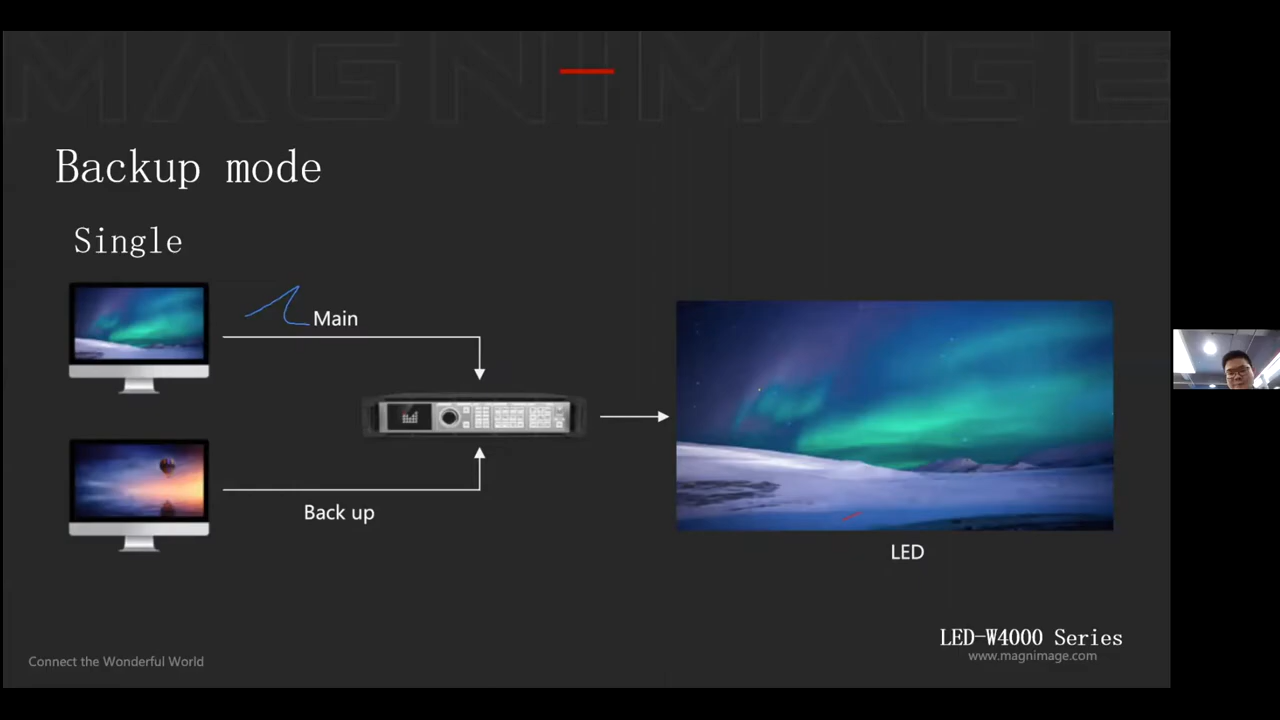 MAGNIMAGE
Backup mode
Single
Main
Back up
LED
LED-W4000 Series
www.magnimage.com
Connect the Wonderful World